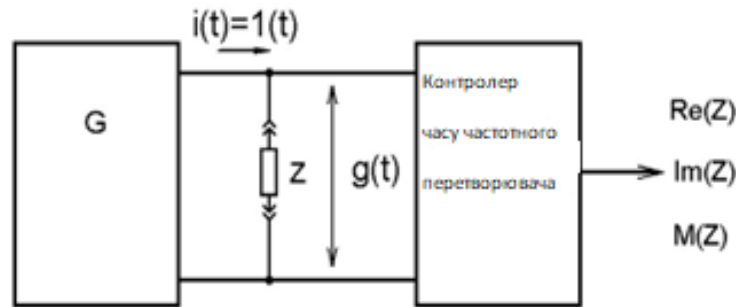 i(t)=1(t)
G
z
g(t)
Контролер
часу частотного
перетворювача
Re(Z)
Im(Z)
M(Z)